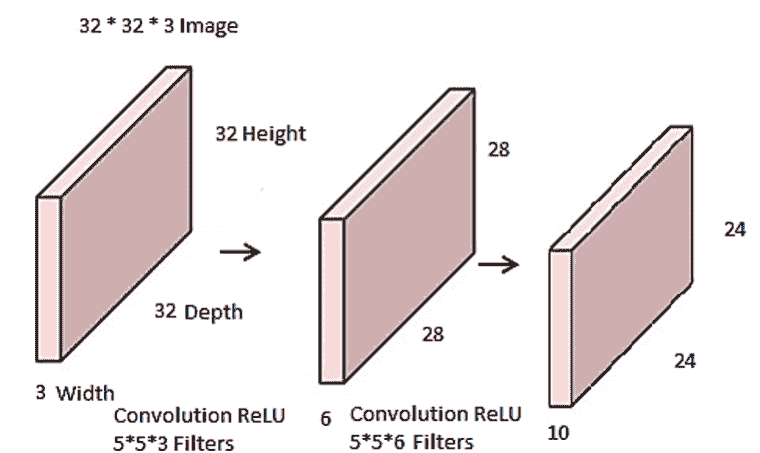 32 * 32 * 3 Image
32 Height
32 Depth
3 Width
Convolution ReLU
5*5*3 Filters
28
28
6
Convolution ReLU
5*5*6 Filters
24
24
10